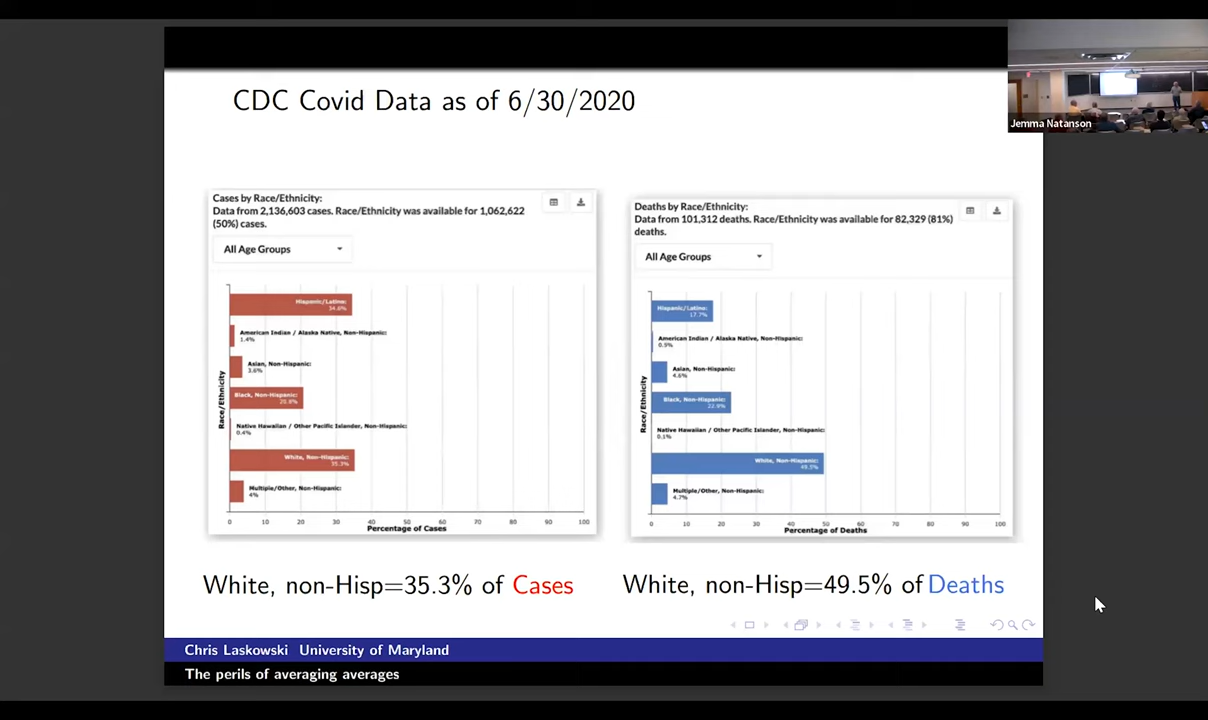 CDC Covid Data as of 6/30/2020
Jemma Natanson
Cases by Race/Ethnicity:
Data from 2,136,603 cases. Race/Ethnicity was available for 1,062,622
(50%) cases.
All Age Groups
Race/Ethnicity
Hispanic/Latino:
34.6%
American Indian / Alaska Native, Non-Hispanic:
1.4%
Asian, Non-Hispanic:
3.6%
Black, Non-Hispanic:
20.8%
Native Hawaiian / Other Pacific Islander, Non-Hispanic:
0.4%
White, Non-Hispanic:
35.3%
Multiple/Other, Non-Hispanic:
4%
0 10 20 30 40 50 60 70 80 90 100
Percentage of Cases
Deaths by Race/Ethnicity:
Data from 101,312 deaths. Race/Ethnicity was available for 82,329 (81%)
deaths.
All Age Groups
Race/Ethnicity
Hispanic/Latino:
17.7%
American Indian / Alaska Native, Non-Hispanic:
0.5%
Asian, Non-Hispanic:
4.6%
Black, Non-Hispanic:
22.9%
Native Hawaiian / Other Pacific Islander, Non-Hispanic:
0.1%
White, Non-Hispanic:
49.5%
Multiple/Other, Non-Hispanic:
4.7%
0 10 20 30 40 50 60 70 80 90 100
Percentage of Deaths
White, non-Hisp=35.3% of Cases
White, non-Hisp=49.5% of Deaths
Chris Laskowski University of Maryland
The perils of averaging averages